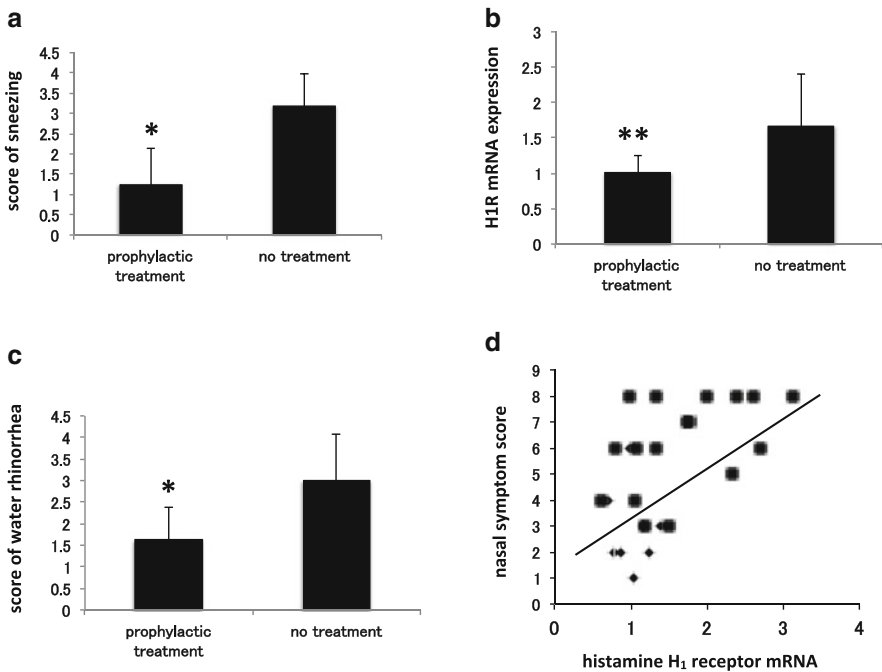 a
score of sneezing
4.5
4
3.5
3
2.5
2
1.5
1
0.5
0
*
prophylactic
treatment
no treatment
b
H1R mRNA expression
3
2.5
2
1.5
1
0.5
0
**
prophylactic
treatment
no treatment
c
score of water rhinorrhea
4.5
4
3.5
3
2.5
2
1.5
1
0.5
0
*
prophylactic
treatment
no treatment
d
nasal symptom score
9
8
7
6
5
4
3
2
1
0
0 1 2 3 4
histamine H₁ receptor mRNA